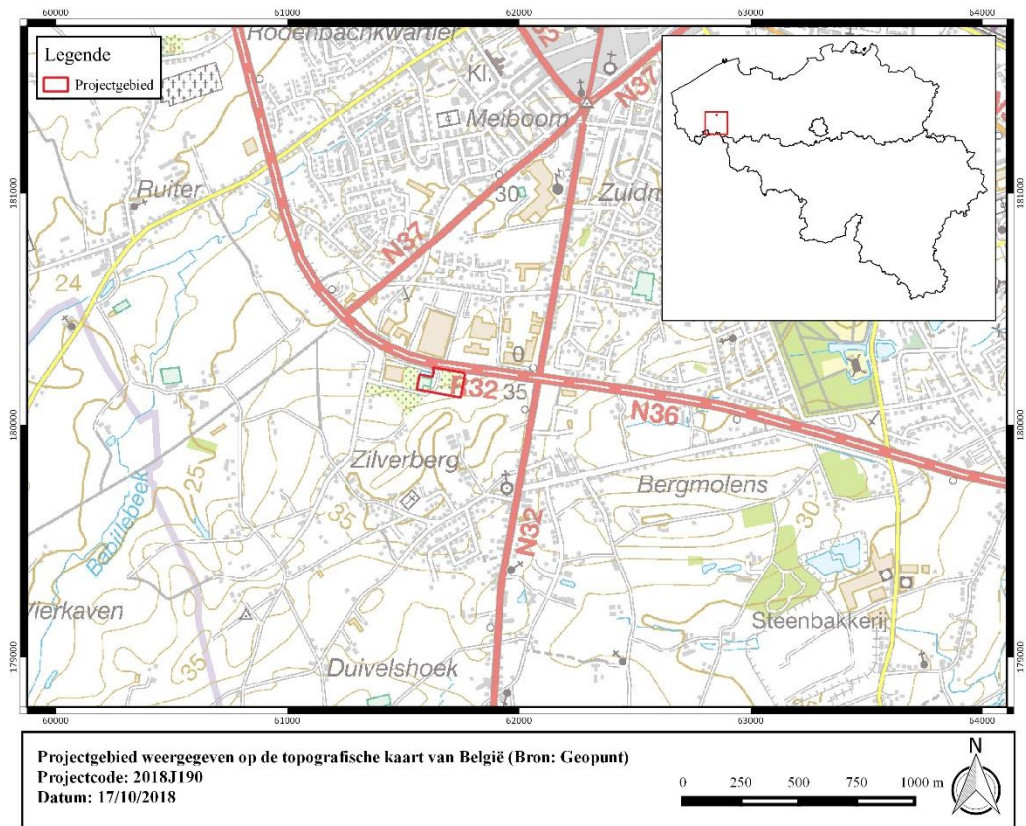 60000 61000 62000 63000 64000
Legende
Projectgebied
Rodenbachkwartier
Kl.
N37
Meiboom
181000 181000
Ruiter
30
N37
24
0
R32
35
N36
180000 180000
Zilverberg
Bergmolens
25
35
30
Babillebeek
N32
Vierkaven
Steenbakkerij
179000 179000
35
Duivelshoek
60000 61000 62000 63000 64000
Projectgebied weergegeven op de topografische kaart van België (Bron: Geopunt)
Projectcode: 2018J190
Datum: 17/10/2018
0 250 500 750 1000 m
N